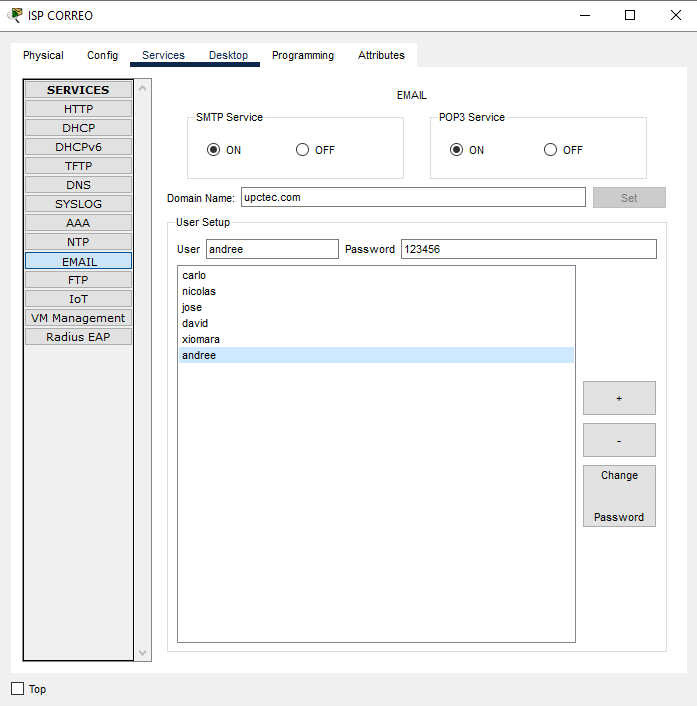 ISP CORREO
Physical Config Services Desktop Programming Attributes
SERVICES
HTTP
DHCP
DHCPv6
TFTP
DNS
SYSLOG
AAA
NTP
EMAIL
FTP
IoT
VM Management
Radius EAP
EMAIL
SMTP Service
ON OFF
POP3 Service
ON OFF
Domain Name: upctec.com Set
User Setup
User andree Password 123456
carlo
nicolas
jose
david
xiomara
andree
+
-
Change
Password
Top